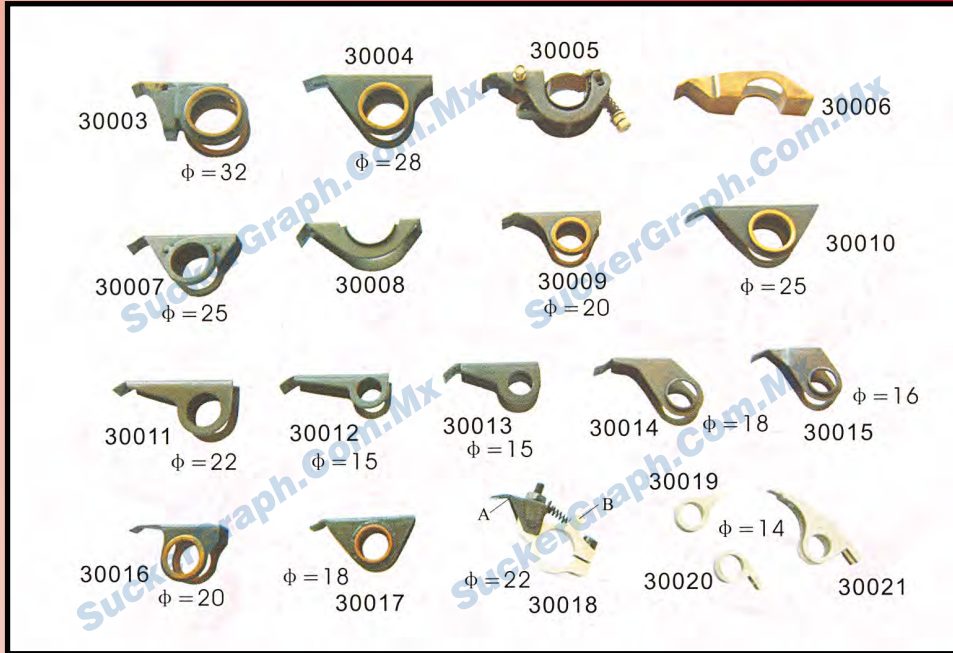 30003
φ=32
30004
φ=28
30005
30006
30007
φ=25
30008
30009
φ=20
30010
φ=25
30011
φ=22
30012
φ=15
30013
φ=15
30014
φ=18
30015
φ=16
30016
φ=20
φ=18
30017
A
B
φ=22
30018
30019
φ=14
30020
30021
SuckerGraph.Com.Mx
SuckerGraph.Com.Mx
SuckerGraph.Com.Mx
SuckerGraph.Com.Mx